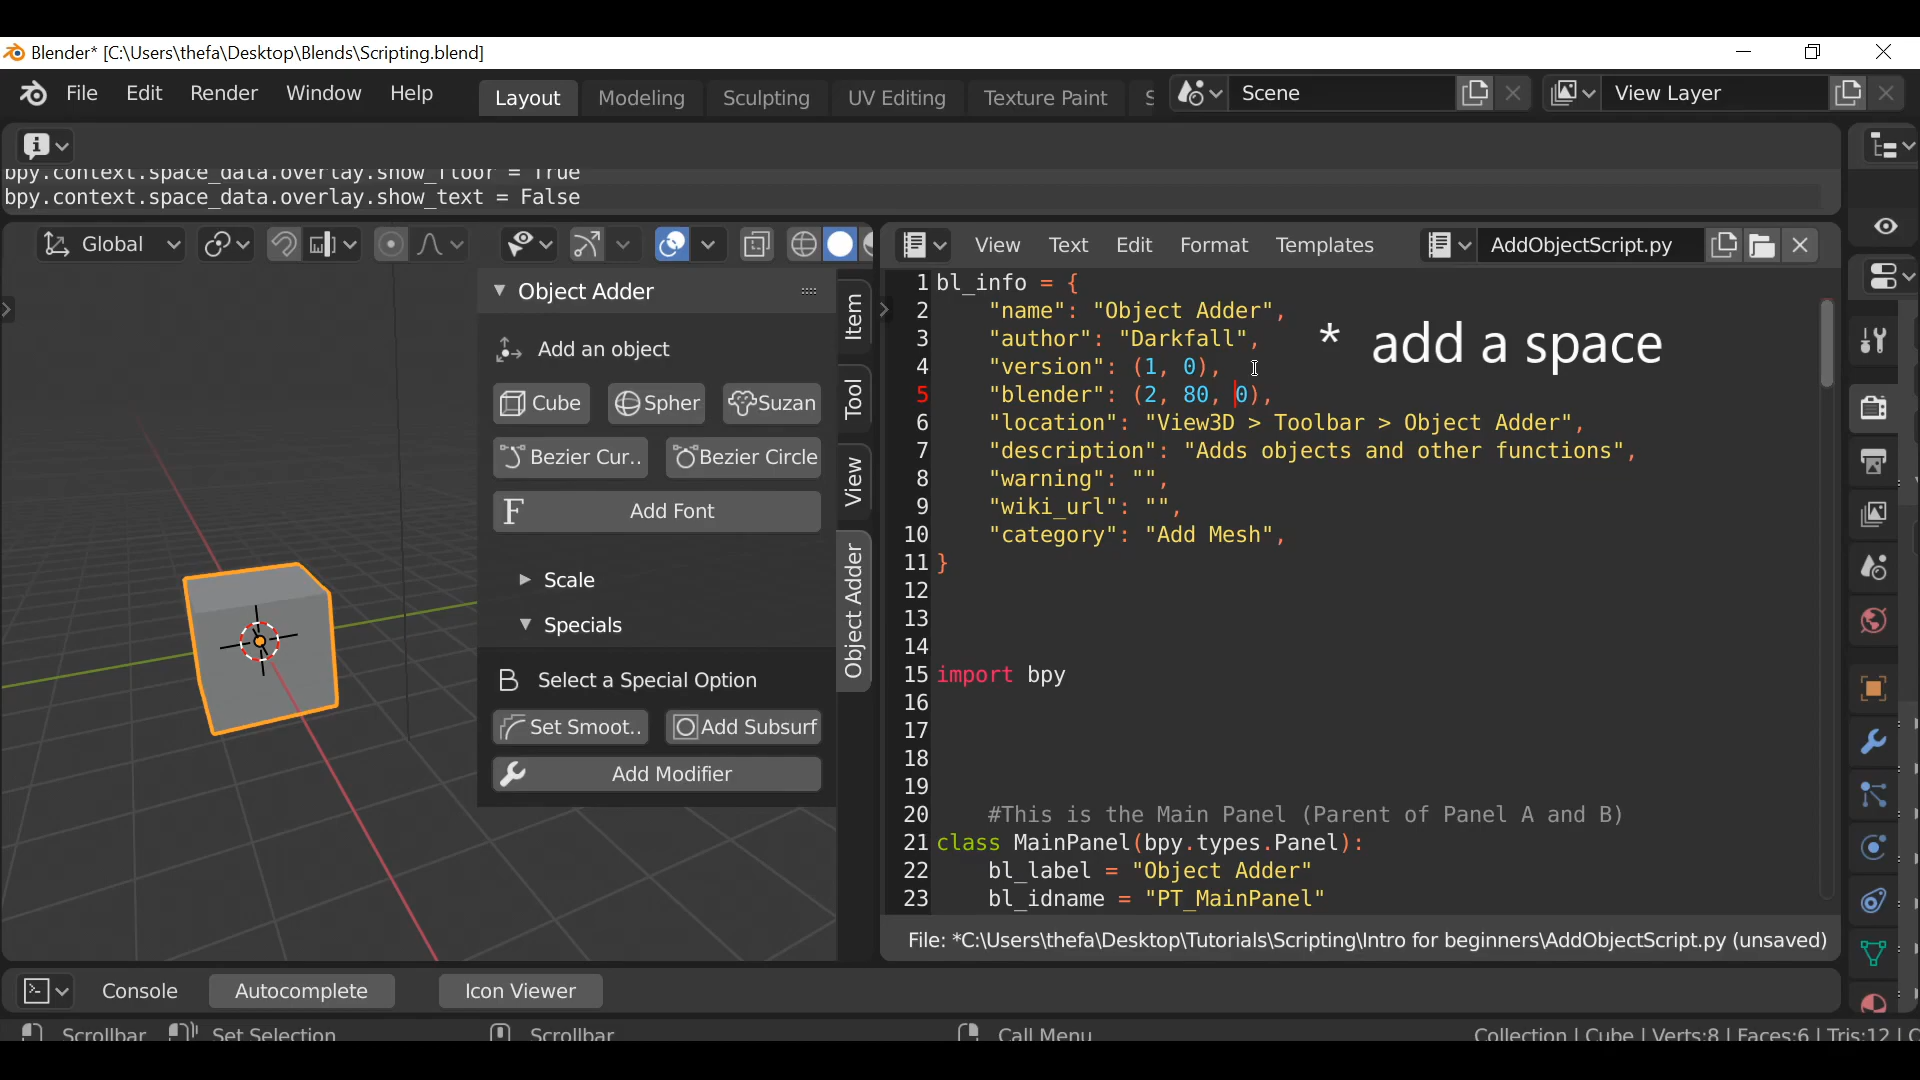 Blender* [C:\Users\thefa\Desktop\Blends\Scripting.blend]
File Edit Render Window Help Layout Modeling Sculpting UV Editing Texture Paint S Scene View Layer
bpy.context.space_data.overlay.show_floor = True
bpy.context.space_data.overlay.show_text = False
Global View Text Edit Format Templates AddObjectScript.py
Object Adder
Add an object
Cube Spher Suzan
Bezier Cur.. Bezier Circle
F Add Font
Scale
Specials
B Select a Special Option
Set Smoot.. Add Subsurf
Add Modifier
Item
Tool
View
Object Adder
1 bl_info = {
2 "name": "Object Adder",
3 "author": "Darkfall",
* add a space
4 "version": (1, 0),
5 "blender": (2, 80, 0),
6 "location": "View3D > Toolbar > Object Adder",
7 "description": "Adds objects and other functions",
8 "warning": "",
9 "wiki_url": "",
10 "category": "Add Mesh",
11 }
12
13
14
15 import bpy
16
17
18
19
20 #This is the Main Panel (Parent of Panel A and B)
21 class MainPanel(bpy.types.Panel):
22 bl_label = "Object Adder"
23 bl_idname = "PT_MainPanel"
File: *C:\Users\thefa\Desktop\Tutorials\Scripting\Intro for beginners\AddObjectScript.py (unsaved)
Console Autocomplete Icon Viewer
Scrollbar Set Selection Scrollbar Call Menu Collection | Cube | Verts:8 | Faces:6 | Tris:12 |